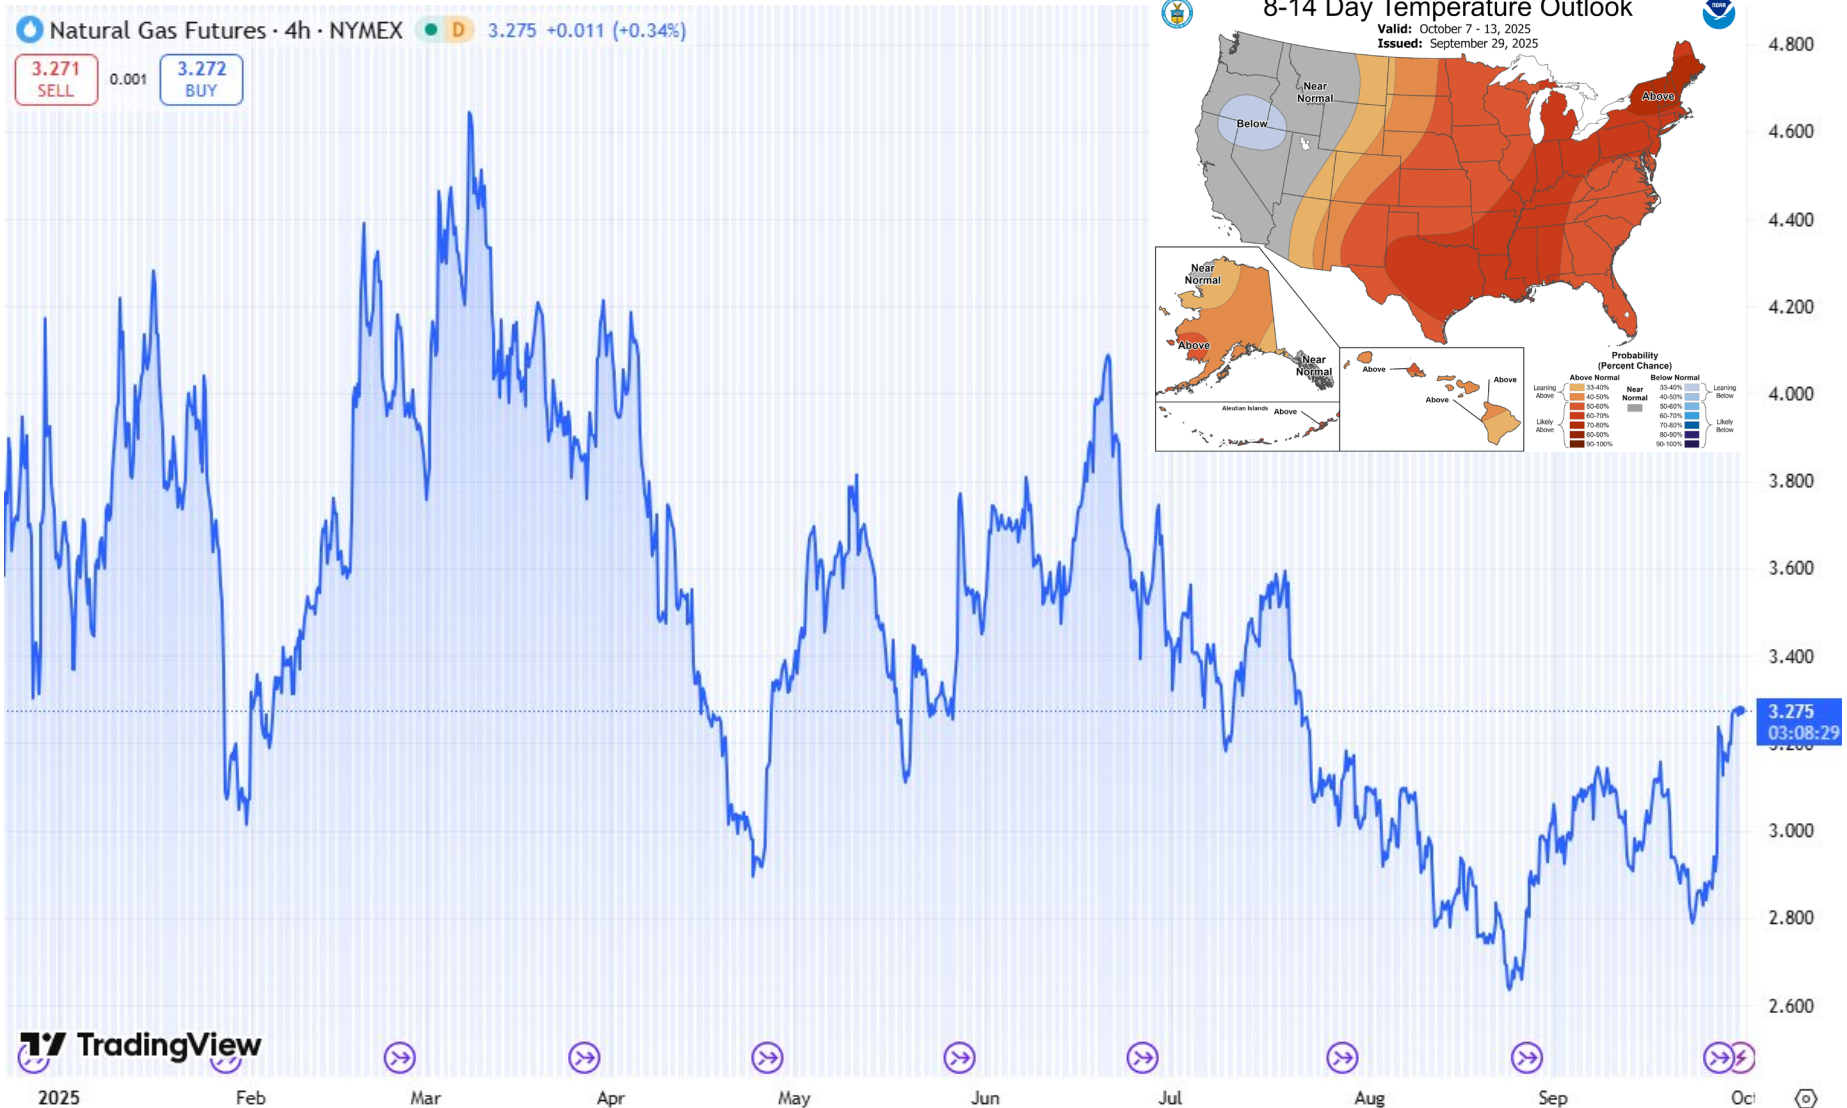 Natural Gas Futures · 4h · NYMEX D 3.275 +0.011 (+0.34%)
3.271
SELL
0.001
3.272
BUY
8-14 Day Temperature Outlook
Valid: October 7 - 13, 2025
Issued: September 29, 2025
NOAA
Near
Normal
Below
Above
Near
Normal
Above
Near
Normal
Aleutian Islands Above
Above
Above
Above
Probability
(Percent Chance)
Above Normal
Below Normal
Near
Normal
Leaning
Above
Likely
Above
33-40%
40-50%
50-60%
60-70%
70-80%
80-90%
90-100%
33-40%
40-50%
50-60%
60-70%
70-80%
80-90%
90-100%
Leaning
Below
Likely
Below
4.800
4.600
4.400
4.200
4.000
3.800
3.600
3.400
3.275
03:08:29
3.200
3.000
2.800
2.600
TradingView
2025 Feb Mar Apr May Jun Jul Aug Sep Oct